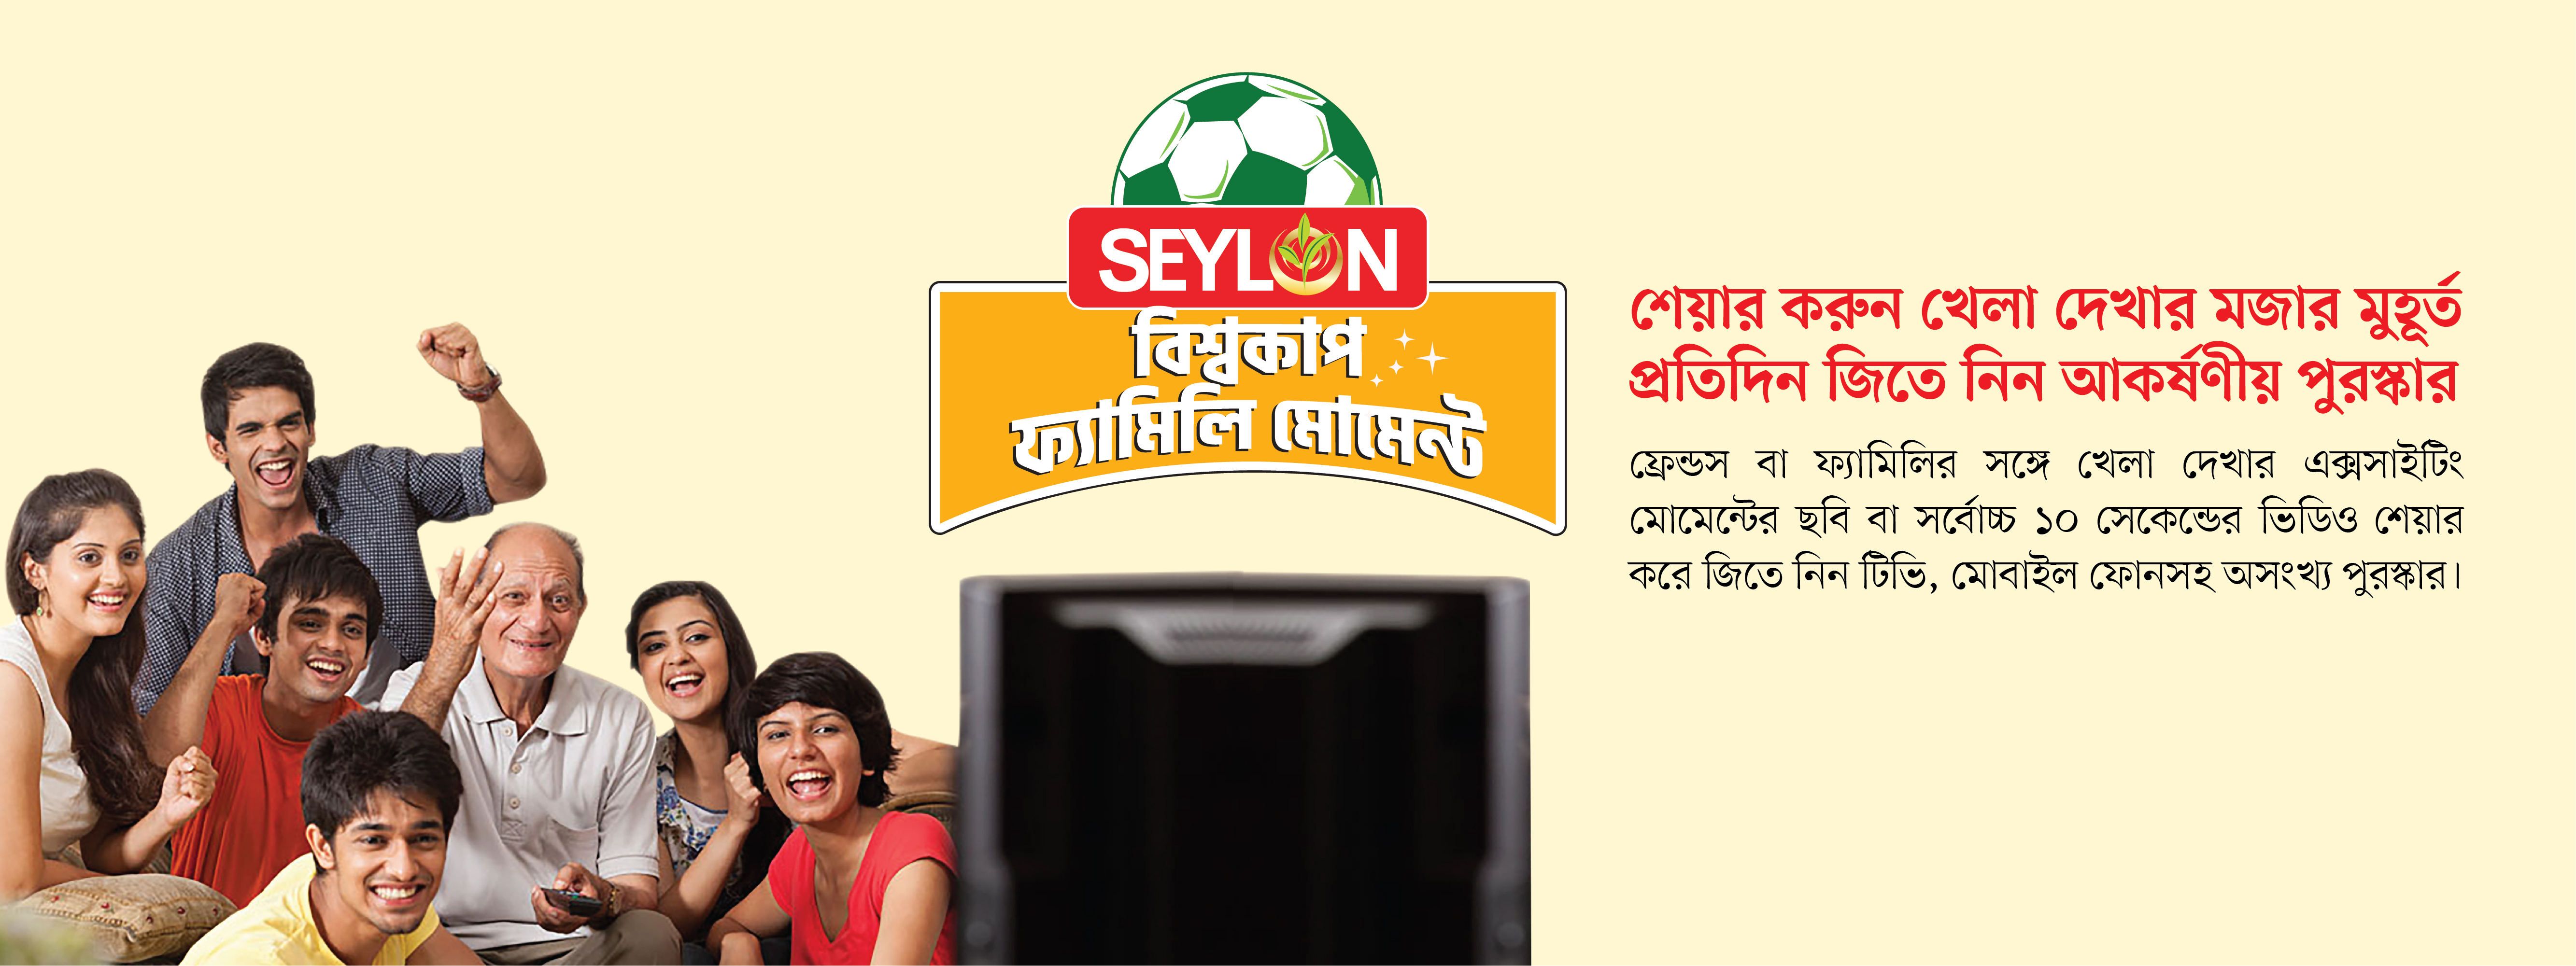 SEYLON
বিশ্বকাপ
ফ্যামিলি মোমেন্ট
শেয়ার করুন খেলা দেখার মজার মুহূর্ত
প্রতিদিন জিতে নিন আকর্ষণীয় পুরস্কার
ফ্রেন্ডস বা ফ্যামিলির সঙ্গে খেলা দেখার এক্সসাইটিং
মোমেন্টের ছবি বা সর্বোচ্চ ১০ সেকেন্ডের ভিডিও শেয়ার
করে জিতে নিন টিভি, মোবাইল ফোনসহ অসংখ্য পুরস্কার।